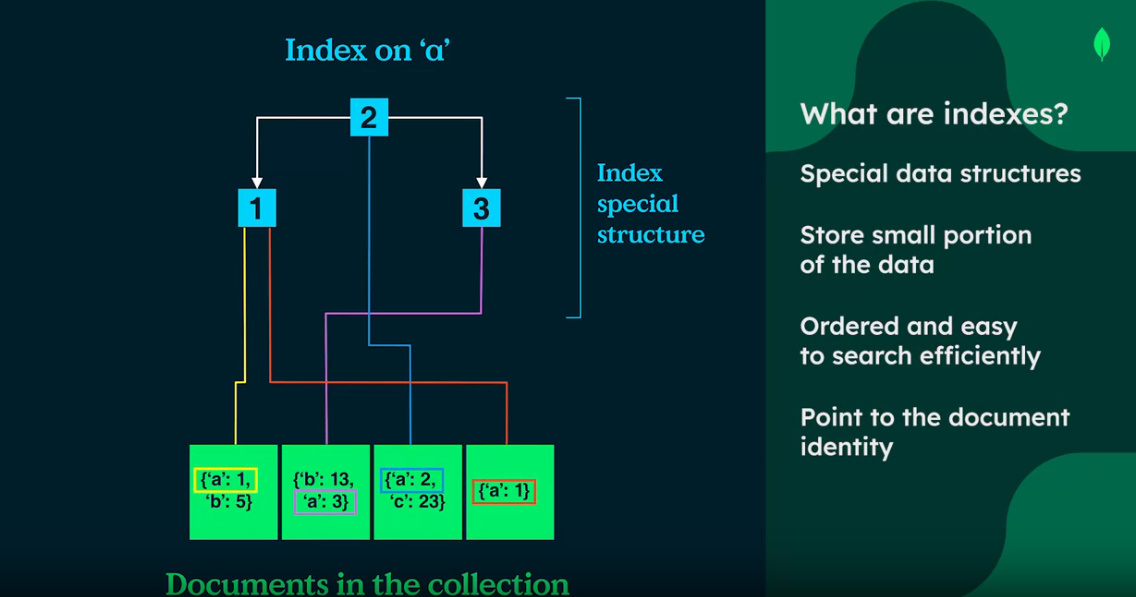 Index on ‘a’
2
1
3
Index
special
structure
{‘a’: 1,
‘b’: 5}
{‘b’: 13,
‘a’: 3}
{‘a’: 2,
‘c’: 23}
{‘a’: 1}
Documents in the collection
What are indexes?
Special data structures
Store small portion
of the data
Ordered and easy
to search efficiently
Point to the document
identity